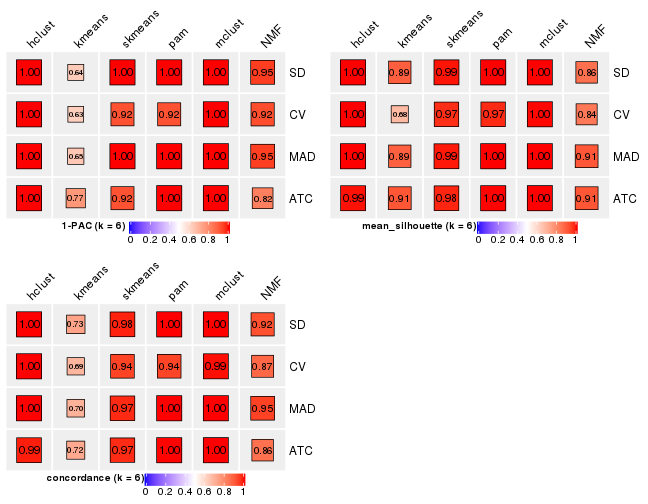 hclust kmeans skmeans pam mclust NMF
1.00 0.64 1.00 1.00 1.00 0.95 SD
1.00 0.63 0.92 0.92 1.00 0.92 CV
1.00 0.65 1.00 1.00 1.00 0.95 MAD
1.00 0.77 0.92 1.00 1.00 0.82 ATC
1-PAC (k = 6)
0 0.2 0.4 0.6 0.8 1
hclust kmeans skmeans pam mclust NMF
1.00 0.89 0.99 1.00 1.00 0.86 SD
1.00 0.68 0.97 0.97 1.00 0.84 CV
1.00 0.89 0.99 1.00 1.00 0.91 MAD
0.99 0.91 0.98 1.00 1.00 0.91 ATC
mean_silhouette (k = 6)
0 0.2 0.4 0.6 0.8 1
hclust kmeans skmeans pam mclust NMF
1.00 0.73 0.98 1.00 1.00 0.92 SD
1.00 0.69 0.94 0.94 0.99 0.87 CV
1.00 0.70 0.97 1.00 1.00 0.95 MAD
0.99 0.72 0.97 1.00 1.00 0.86 ATC
concordance (k = 6)
0 0.2 0.4 0.6 0.8 1